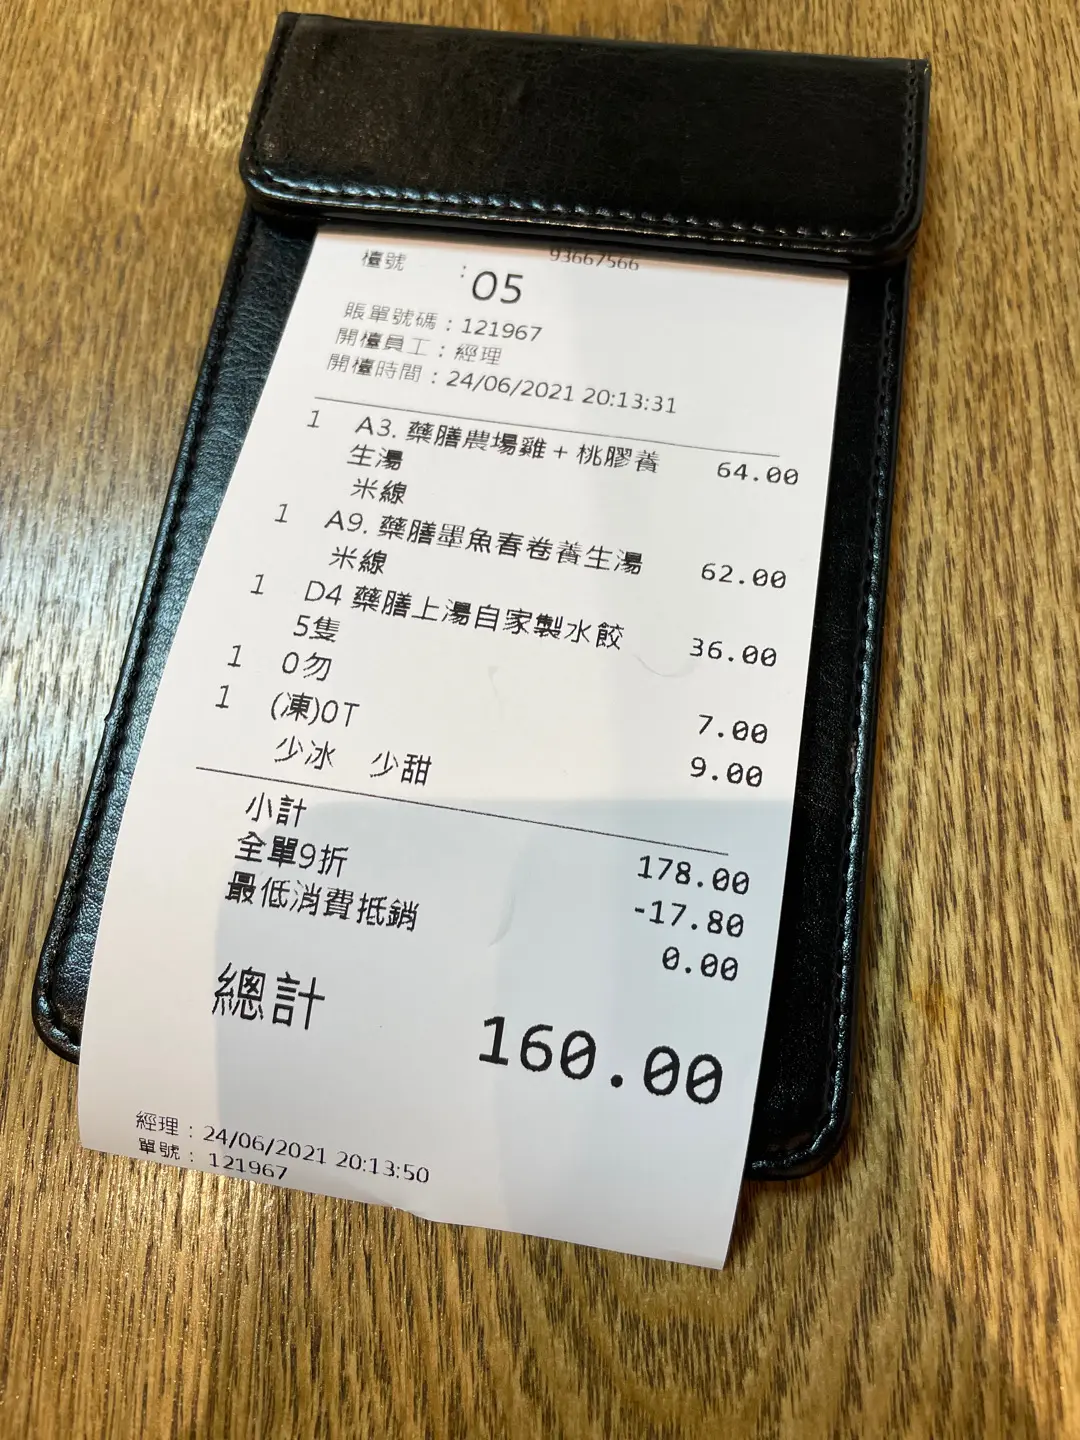 93667566
檯號 : 05
賬單號碼 : 121967
開檯員工 : 經理
開檯時間 : 24/06/2021 20:13:31
1 A3. 藥膳農場雞 + 桃膠養 64.00
生湯
米線
1 A9. 藥膳墨魚春卷養生湯 62.00
米線
1 D4 藥膳上湯自家製水餃 36.00
5隻
1 0勿 7.00
1 (凍)0T 9.00
少冰 少甜
小計 178.00
全單9折 -17.80
最低消費抵銷 0.00
總計 160.00
經理 : 24/06/2021 20:13:50
單號 : 121967